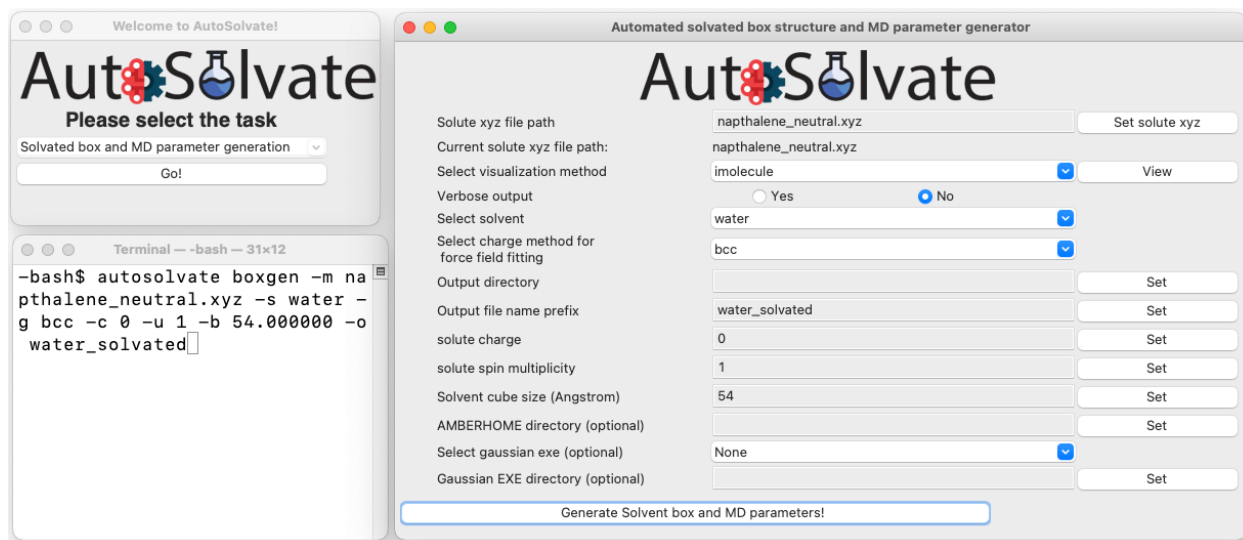 Welcome to AutoSolvate!
AutoSolvate
Please select the task
Solvated box and MD parameter generation
Go!
Terminal — -bash — 31×12
-bash$ autosolvate boxgen -m na
pthalene_neutral.xyz -s water -
g bcc -c 0 -u 1 -b 54.000000 -o
water_solvated
Automated solvated box structure and MD parameter generator
AutoSolvate
Solute xyz file path napthalene_neutral.xyz Set solute xyz
Current solute xyz file path: napthalene_neutral.xyz
Select visualization method imolecule View
Verbose output Yes No
Select solvent water
Select charge method for
force field fitting bcc
Output directory Set
Output file name prefix water_solvated Set
solute charge 0 Set
solute spin multiplicity 1 Set
Solvent cube size (Angstrom) 54 Set
AMBERHOME directory (optional) Set
Select gaussian exe (optional) None
Gaussian EXE directory (optional) Set
Generate Solvent box and MD parameters!